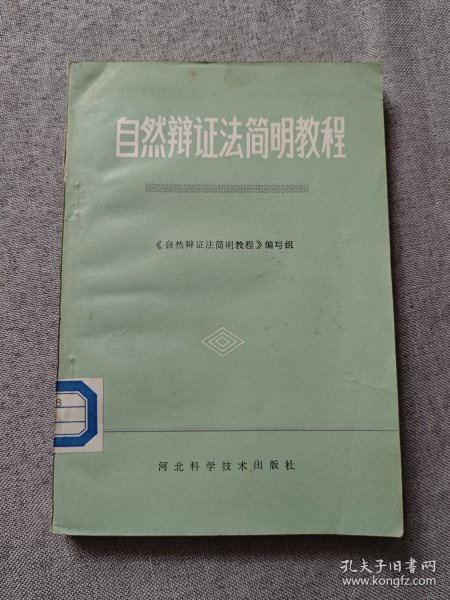 自然辩证法简明教程
《自然辩证法简明教程》编写组
8
河北科学技术出版社
孔夫子旧书网
www.kongfz.com